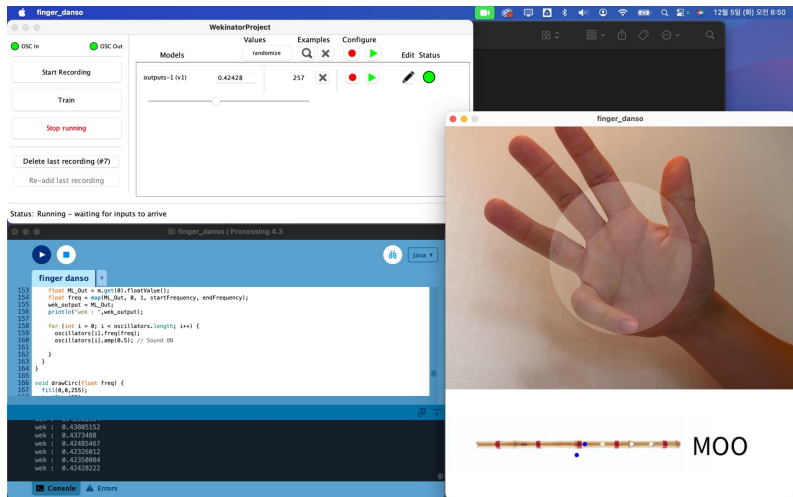 finger_danso
12월 5일 (화) 오전 8:50
WekinatorProject
OSC In
OSC Out
Models
Values
randomize
Examples
Configure
Edit Status
Start Recording
Train
Stop running
Delete last recording (#7)
Re-add last recording
outputs-1 (v1)
0.42428
257
Status: Running - waiting for inputs to arrive
finger_danso | Processing 4.3
Java
finger danso
153 float ML_Out = m.get(0).floatValue();
154 float freq = map(ML_Out, 0, 1, startFrequency, endFrequency);
155 wek_output = ML_Out;
156 println("wek : ",wek_output);
157
158 for (int i = 0; i < oscillators.length; i++) {
159 oscillators[i].freq(freq);
160 oscillators[i].amp(0.5); // Sound ON
161
162 }
163 }
164 }
165
166 void drawCirc(float freq) {
167 fill(0,0,255);
wek : 0.43805152
wek : 0.4373488
wek : 0.42485467
wek : 0.42326012
wek : 0.42350084
wek : 0.42428222
Console
Errors
finger_danso
MOO